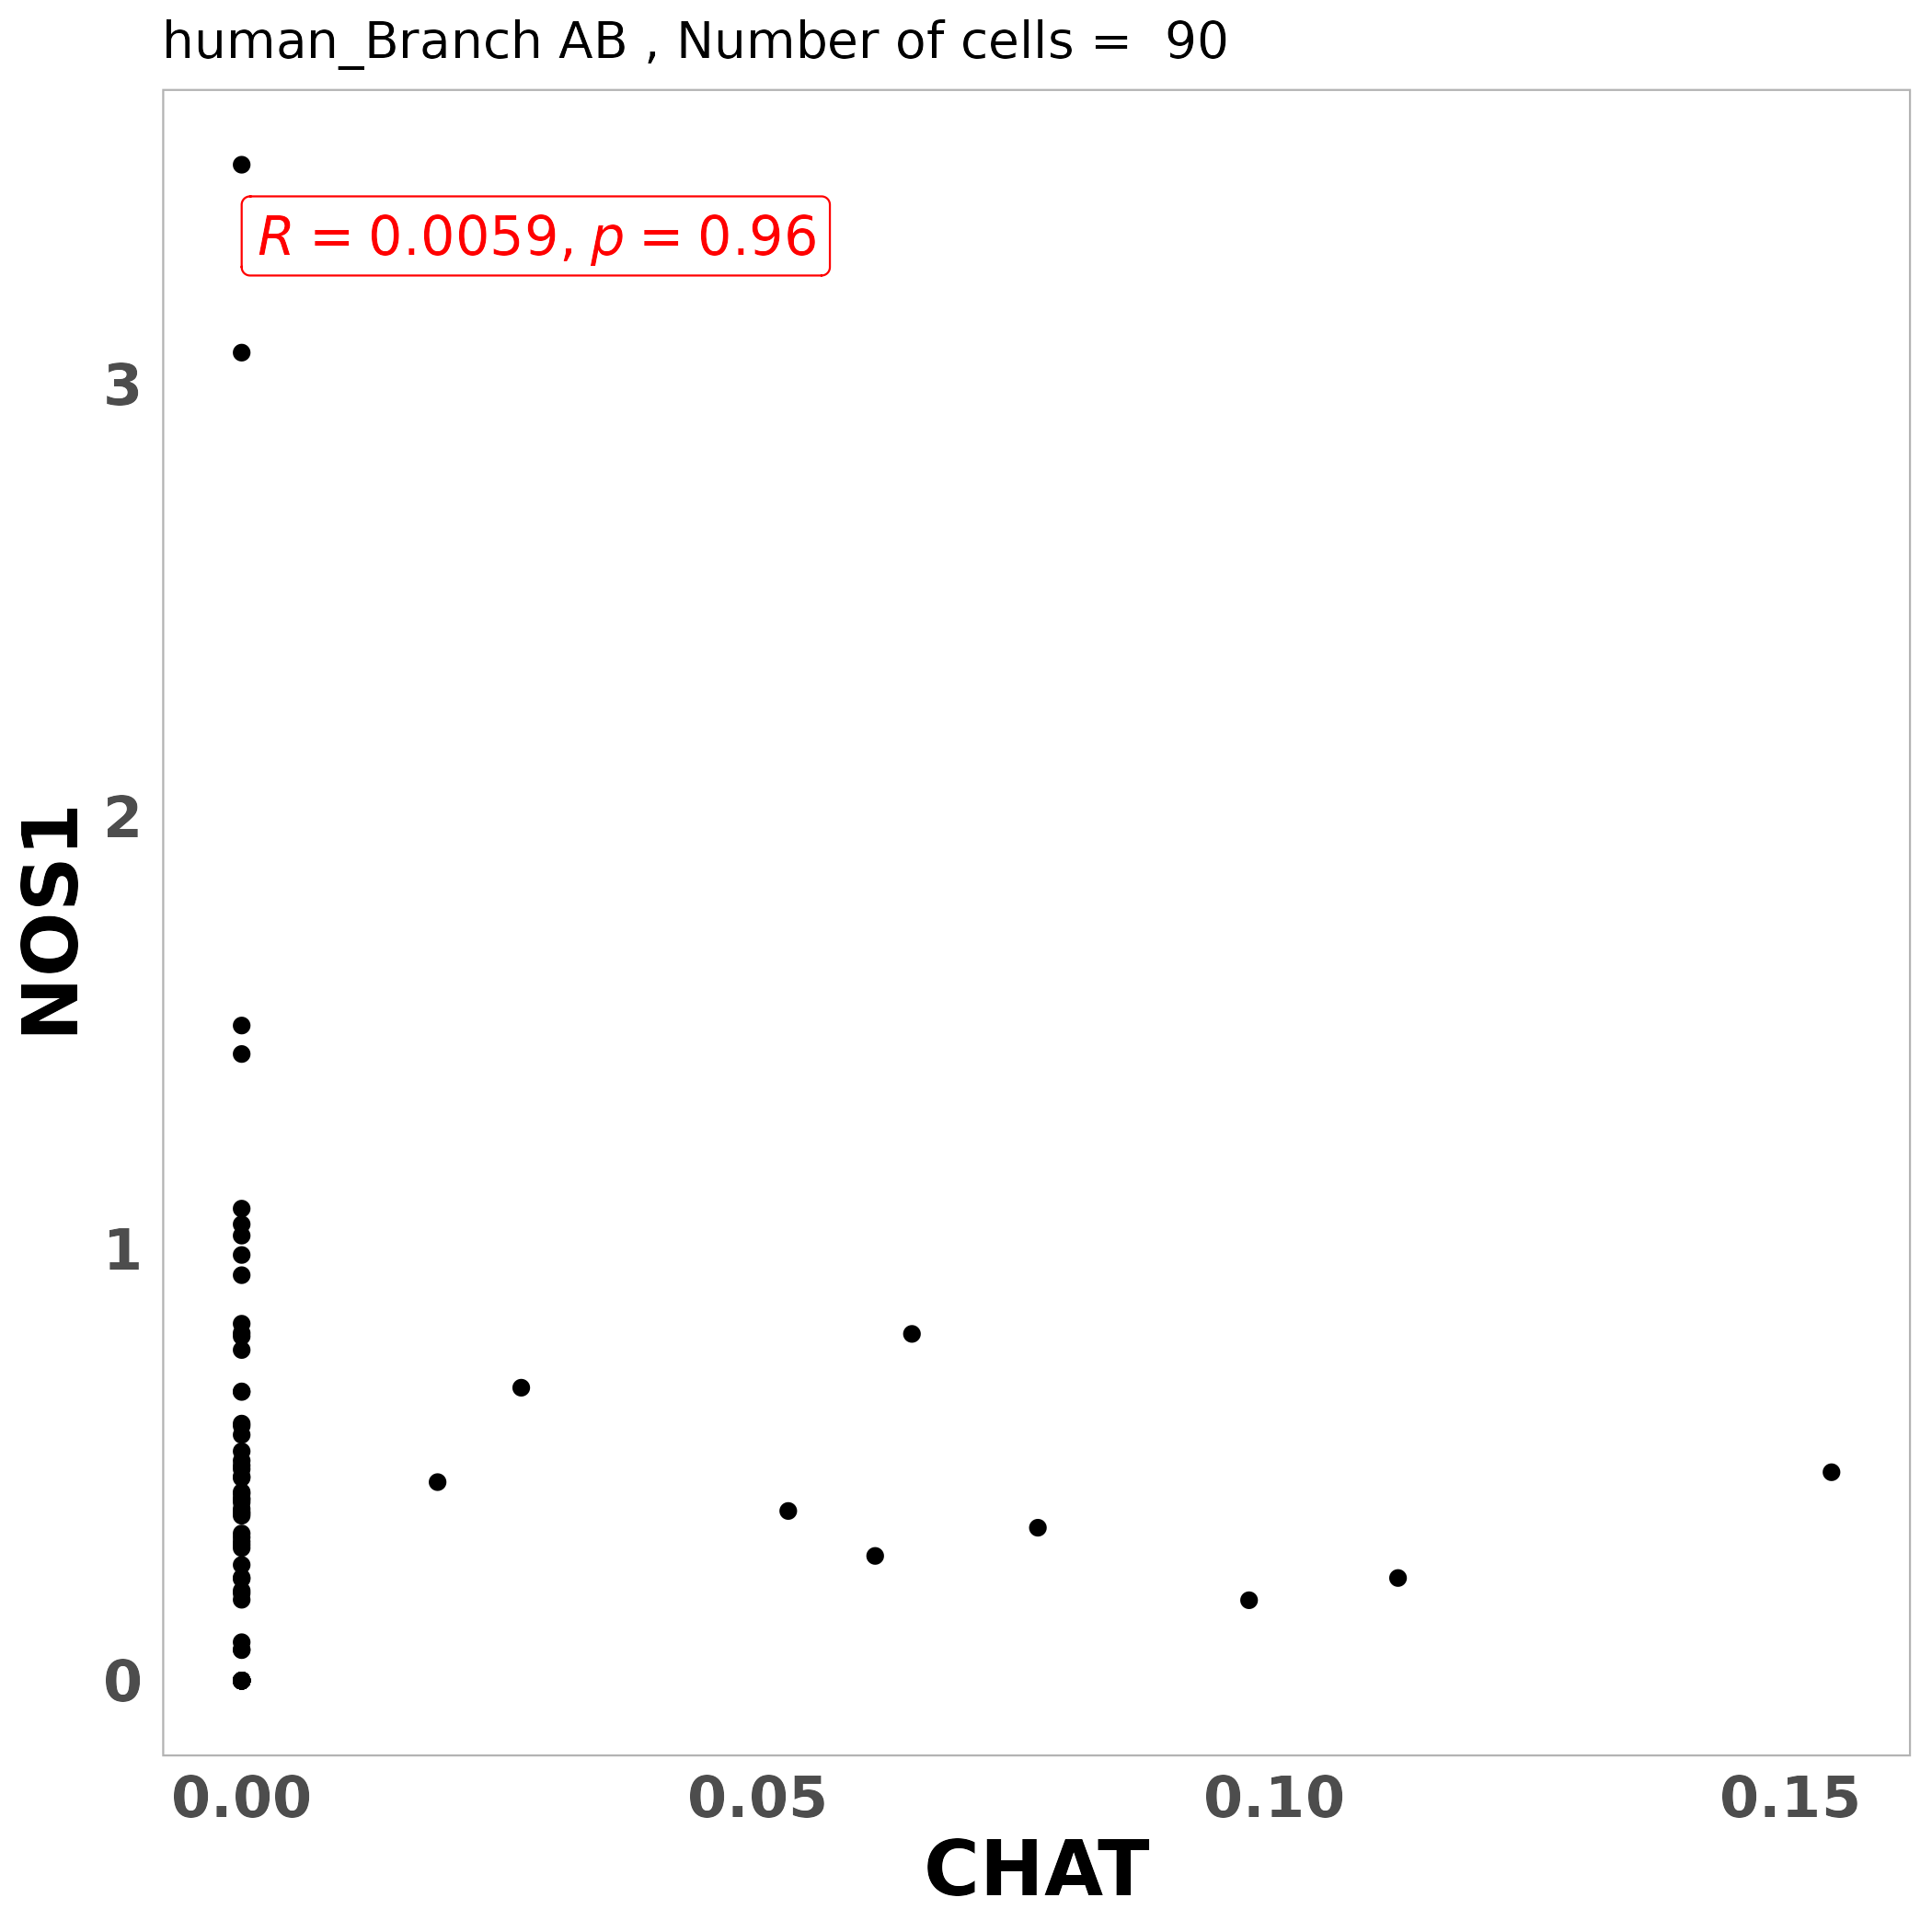 human_Branch AB , Number of cells =  90
R = 0.0059, p = 0.96
3
2
1
0
NOS1
0.00 0.05 0.10 0.15
CHAT